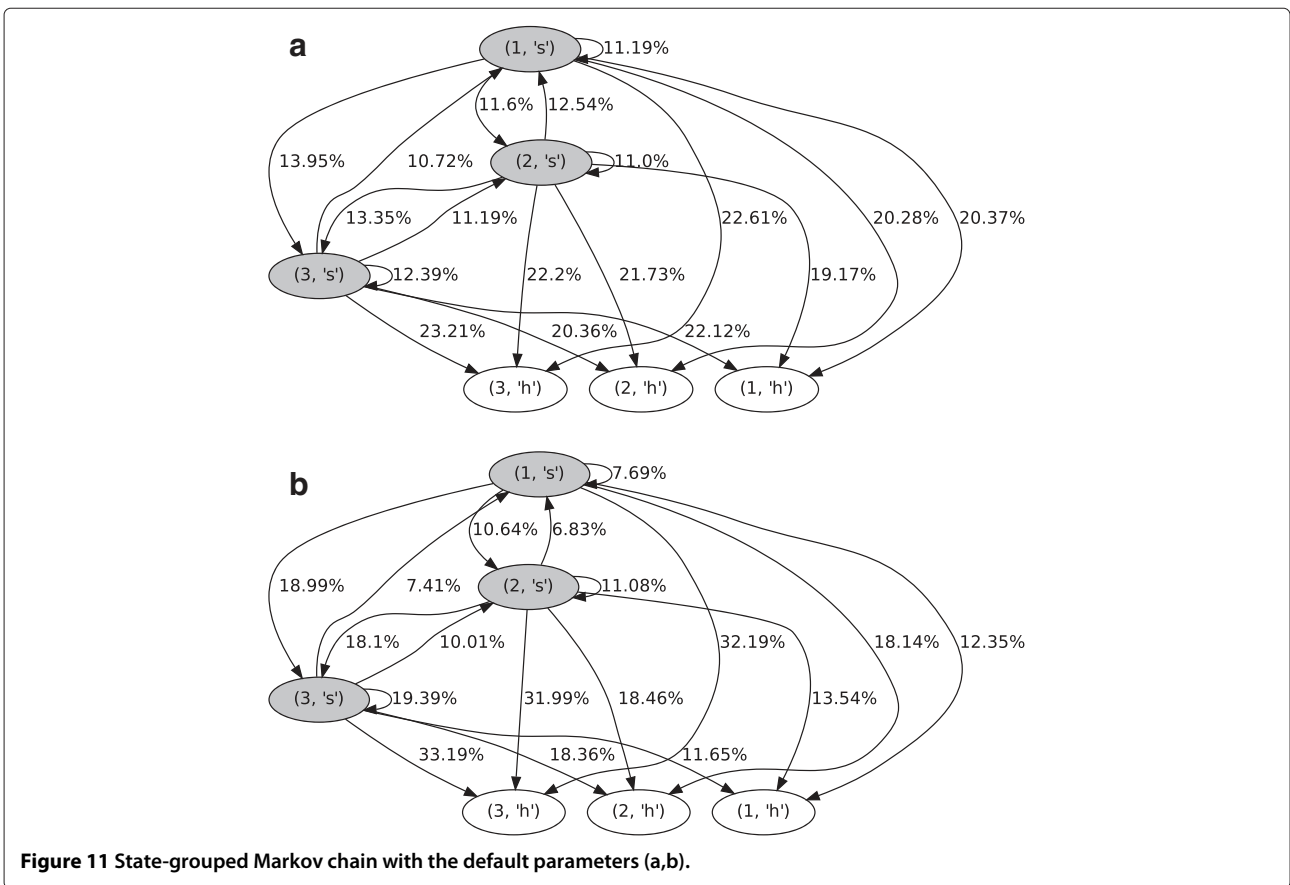 a
(1, 's')
11.19%
11.6%
12.54%
13.95%
10.72%
(2, 's')
11.0%
13.35%
11.19%
22.61%
20.28%
20.37%
(3, 's')
12.39%
22.2%
21.73%
19.17%
23.21%
20.36%
22.12%
(3, 'h')
(2, 'h')
(1, 'h')
b
(1, 's')
7.69%
10.64%
6.83%
18.99%
7.41%
(2, 's')
11.08%
18.1%
10.01%
32.19%
18.14%
12.35%
(3, 's')
19.39%
31.99%
18.46%
13.54%
33.19%
18.36%
11.65%
(3, 'h')
(2, 'h')
(1, 'h')
Figure 11 State-grouped Markov chain with the default parameters (a,b).